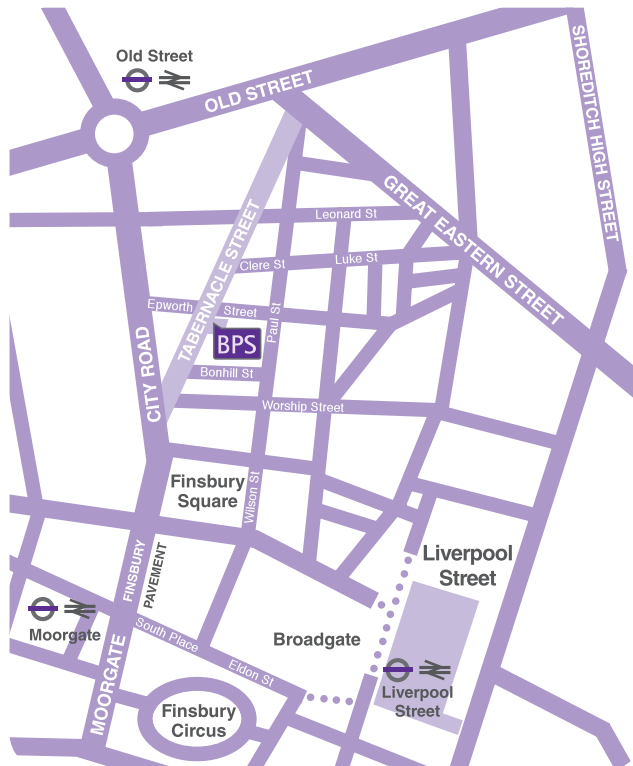 Old Street
OLD STREET
SHOREDITCH HIGH STREET
GREAT EASTERN STREET
Leonard St
TABERNACLE STREET
Clere St
Luke St
Epworth Street
Paul St
BPS
CITY ROAD
Bonhill St
Worship Street
Finsbury
Square
Wilson St
Liverpool
Street
FINSBURY
PAVEMENT
Moorgate
South Place
Broadgate
Eldon St
MOORGATE
Liverpool
Street
Finsbury
Circus